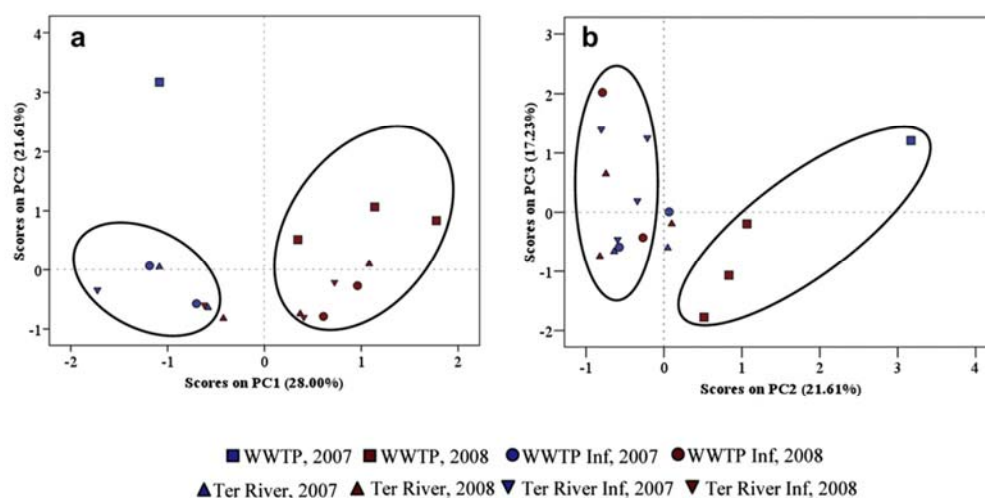 a
4
3
2
1
0
-1
Scores on PC2 (21.61%)
-2 -1 0 1 2
Scores on PC1 (28.00%)
b
3
2
1
0
-1
-2
Scores on PC3 (17.23%)
-1 0 1 2 3 4
Scores on PC2 (21.61%)
WWTP, 2007 WWTP, 2008 WWTP Inf, 2007 WWTP Inf, 2008
Ter River, 2007 Ter River, 2008 Ter River Inf, 2007 Ter River Inf, 2008